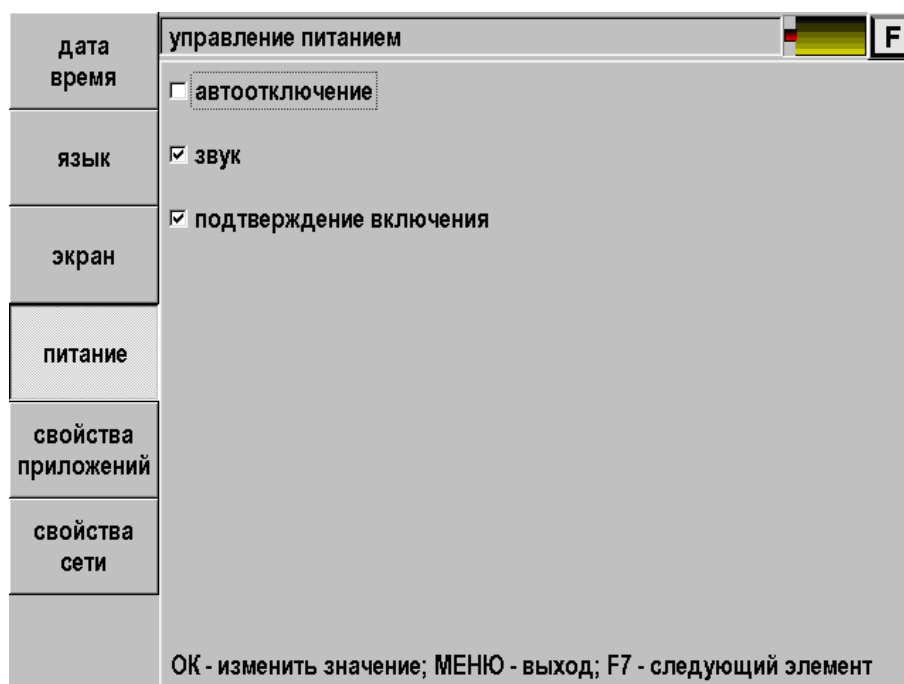 дата
время
язык
экран
питание
свойства
приложений
свойства
сети
управление питанием
F
автоотключение
звук
подтверждение включения
ОК - изменить значение; МЕНЮ - выход; F7 - следующий элемент